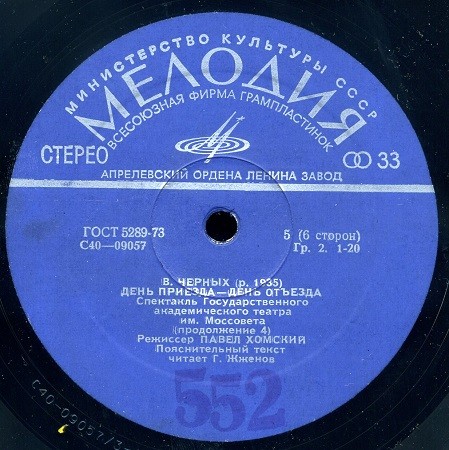 МИНИСТЕРСТВО КУЛЬТУРЫ СССР
МЕЛОДИЯ
ВСЕСОЮЗНАЯ ФИРМА ГРАМПЛАСТИНОК
СТЕРЕО
33
АПРЕЛЕВСКИЙ ОРДЕНА ЛЕНИНА ЗАВОД
ГОСТ 5289-73
5 (6 сторон)
С40—09057
Гр. 2. 1-20
В. ЧЕРНЫХ (р. 1935)
ДЕНЬ ПРИЕЗДА—ДЕНЬ ОТЪЕЗДА
Спектакль Государственного
академического театра
им. Моссовета
(продолжение 4)
Режиссер ПАВЕЛ ХОМСКИЙ
Пояснительный текст
читает Г. Жженов
552
С40-09057/